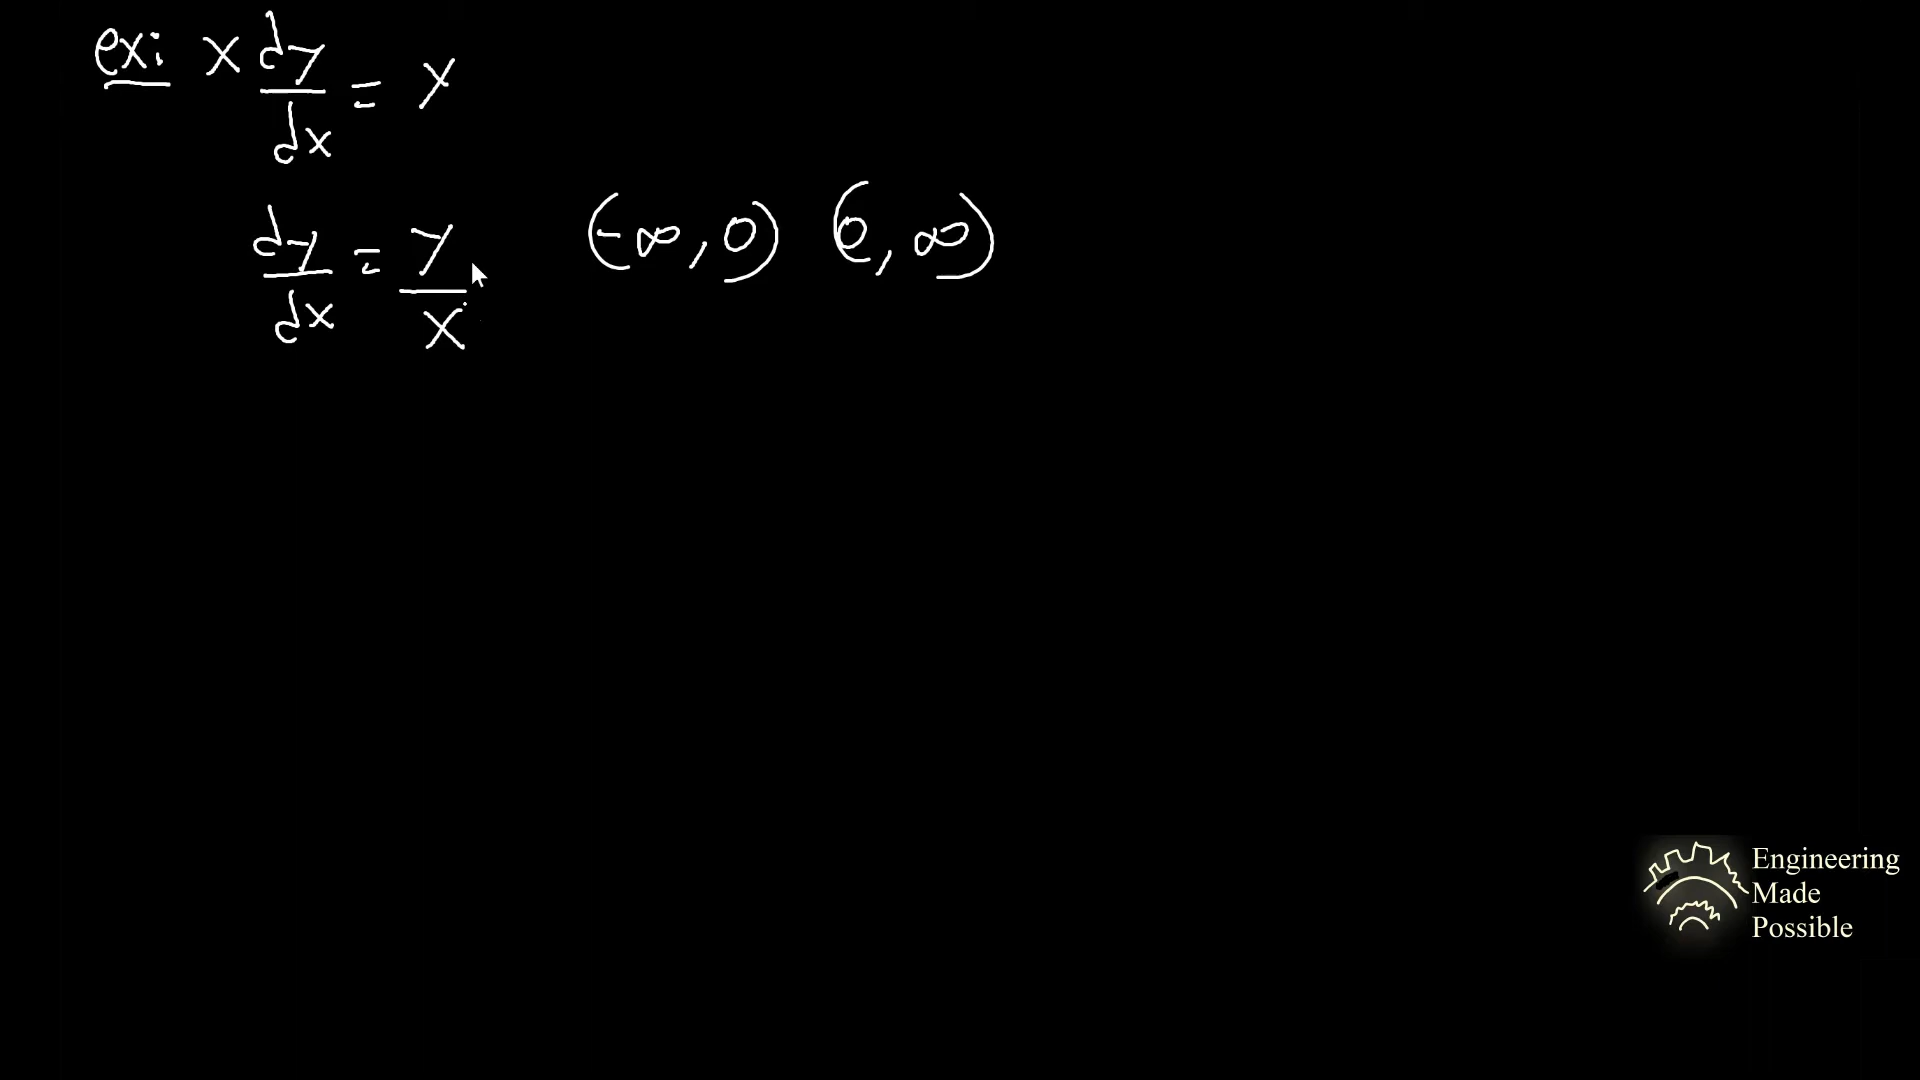 ex: x dy/dx = y
dy/dx = y/x (-∞, 0) (0, ∞)
Engineering
Made
Possible